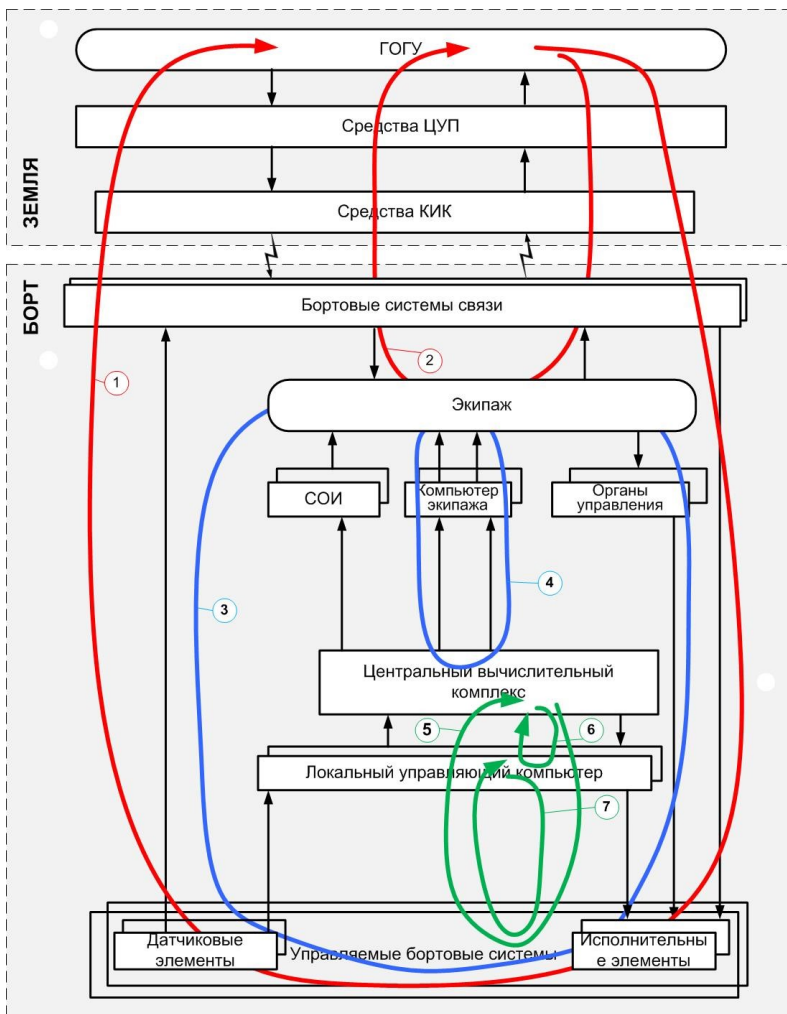 ГОГУ
Средства ЦУП
ЗЕМЛЯ
Средства КИК
БОРТ
Бортовые системы связи
1
2
Экипаж
СОИ
Компьютер
экипажа
Органы
управления
3
4
Центральный вычислительный
комплекс
5
6
Локальный управляющий компьютер
7
Датчиковые
элементы
Управляемые бортовые системы
Исполнительны
е элементы